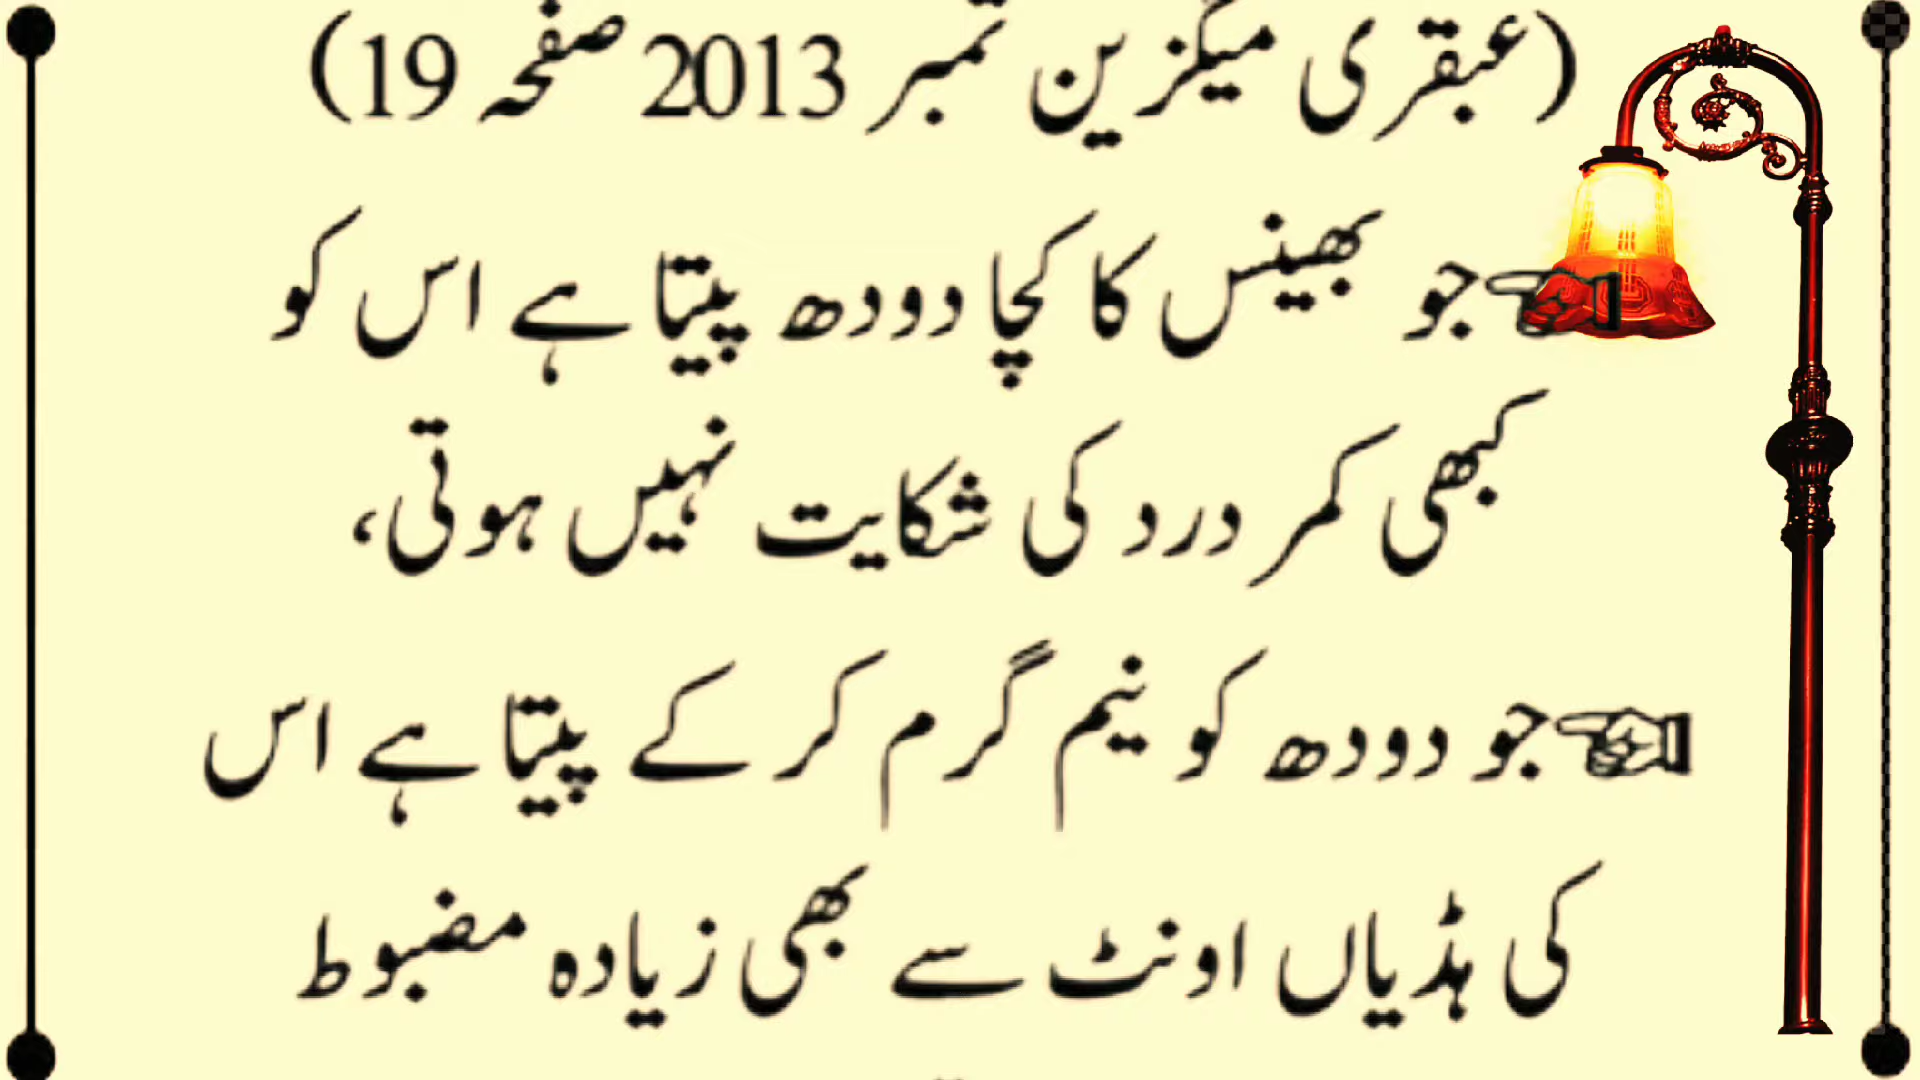 (عبقری میگزین ستمبر 2013 صفحہ 19)
☚جو بھینس کا کچا دودھ پیتا ہے اس کو
کبھی کمر درد کی شکایت نہیں ہوتی،
☚جو دودھ کو نیم گرم کر کے پیتا ہے اس
کی ہڈیاں اونٹ سے بھی زیادہ مضبوط